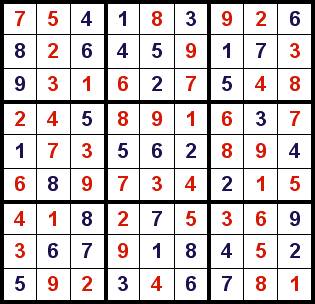 7 5 4 1 8 3 9 2 6
8 2 6 4 5 9 1 7 3
9 3 1 6 2 7 5 4 8
2 4 5 8 9 1 6 3 7
1 7 3 5 6 2 8 9 4
6 8 9 7 3 4 2 1 5
4 1 8 2 7 5 3 6 9
3 6 7 9 1 8 4 5 2
5 9 2 3 4 6 7 8 1